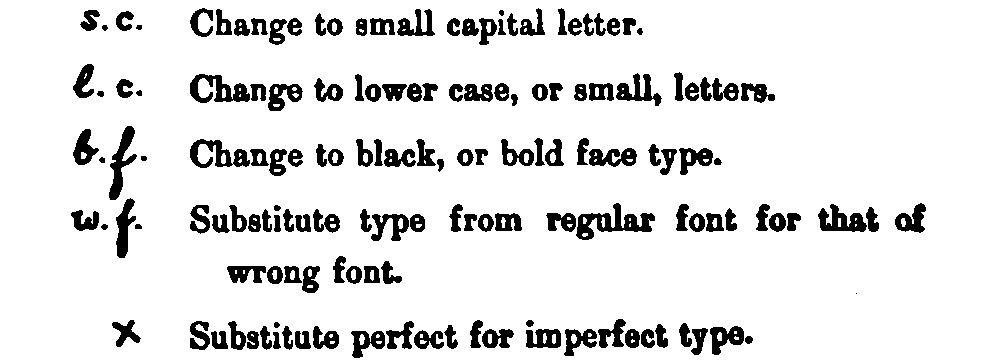 s.c. Change to small capital letter.
l.c. Change to lower case, or small, letters.
b.f. Change to black, or bold face type.
w.f. Substitute type from regular font for that of
wrong font.
x Substitute perfect for imperfect type.